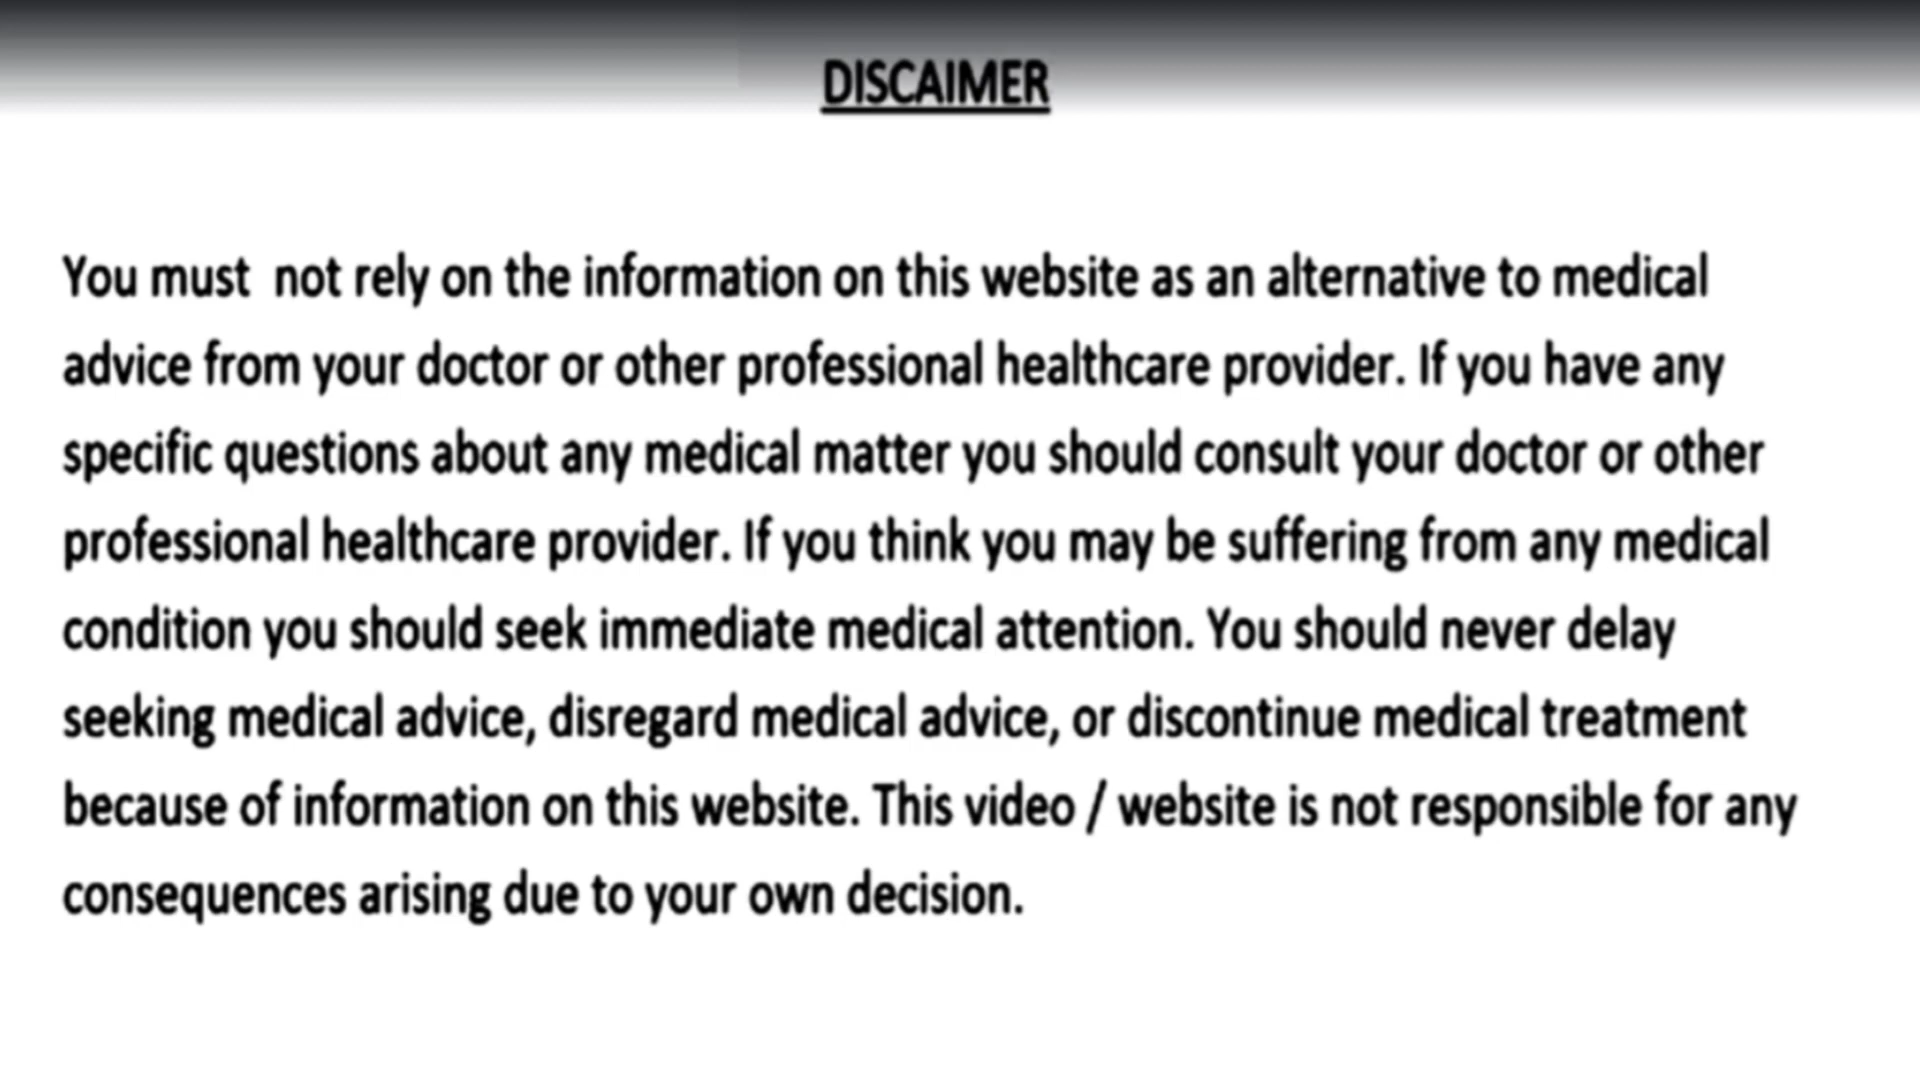 DISCAIMER
You must  not rely on the information on this website as an alternative to medical
advice from your doctor or other professional healthcare provider. If you have any
specific questions about any medical matter you should consult your doctor or other
professional healthcare provider. If you think you may be suffering from any medical
condition you should seek immediate medical attention. You should never delay
seeking medical advice, disregard medical advice, or discontinue medical treatment
because of information on this website. This video / website is not responsible for any
consequences arising due to your own decision.